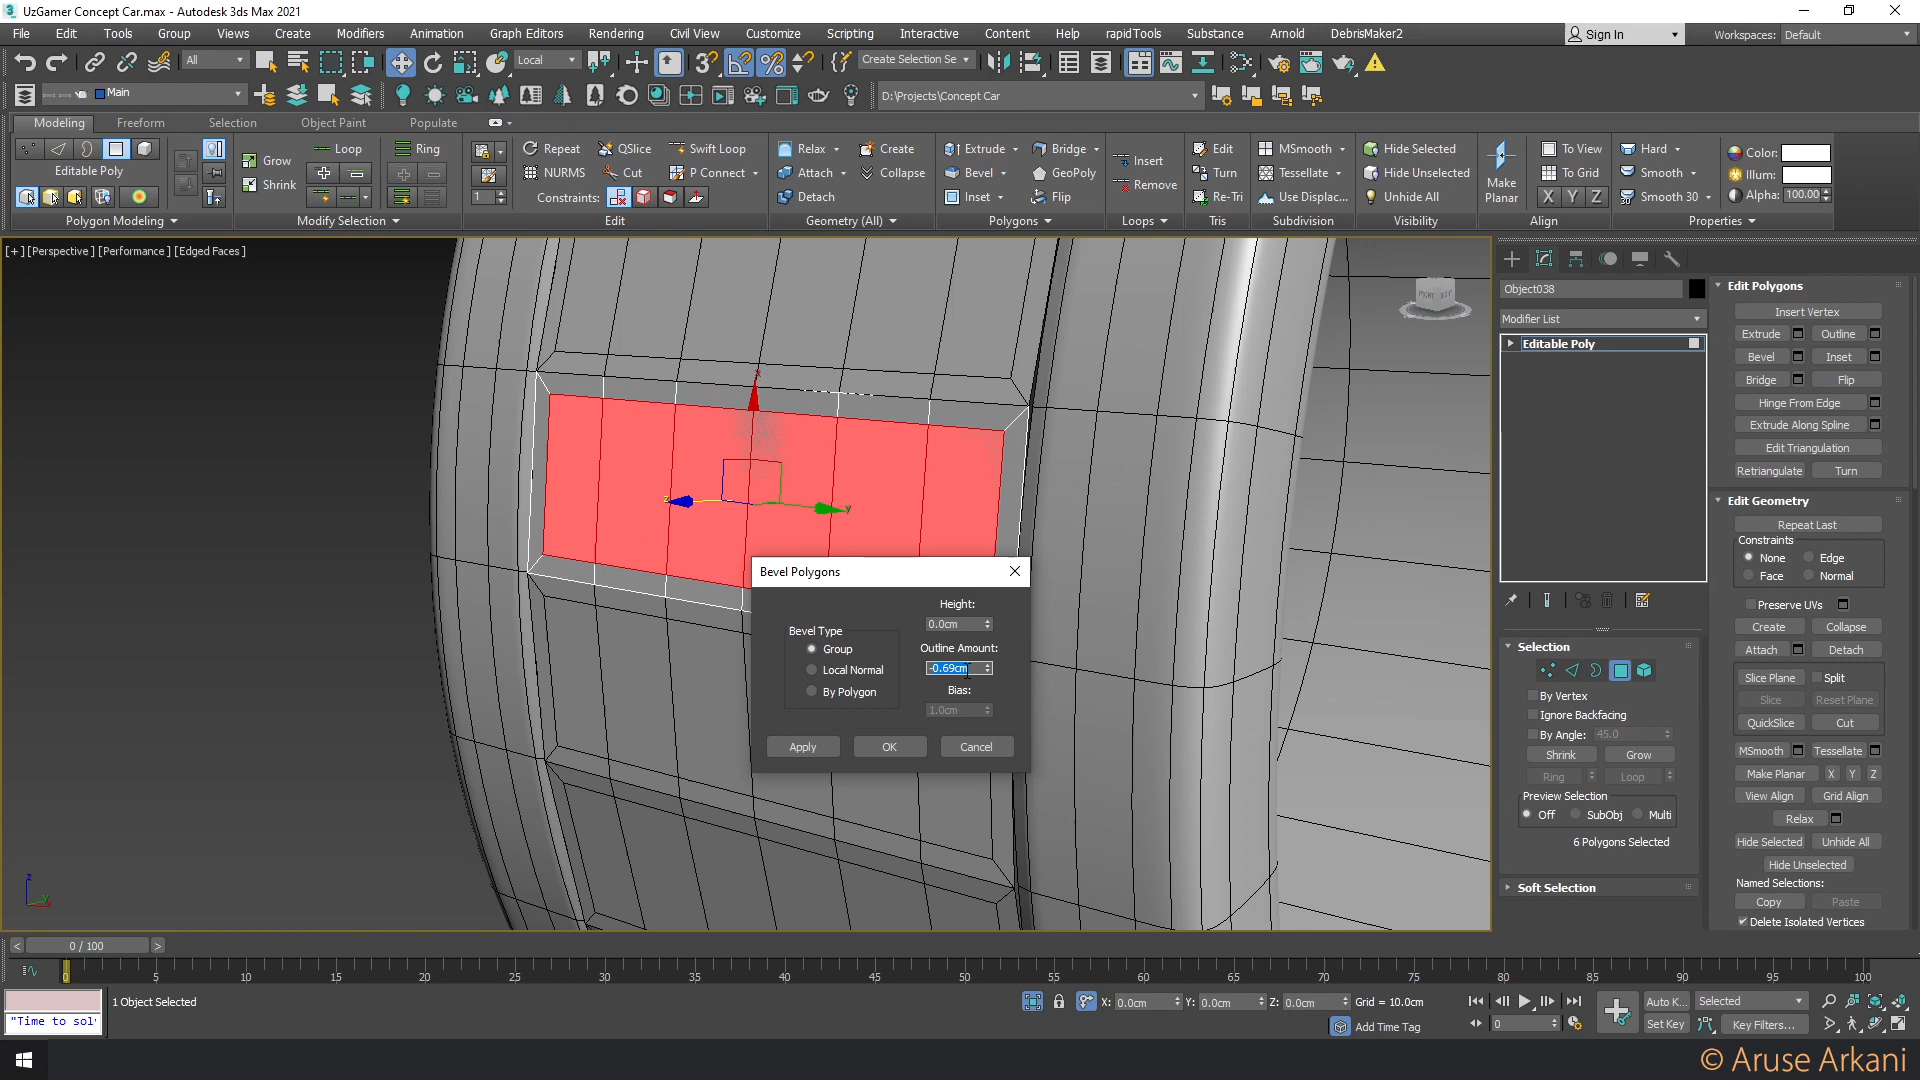 UzGamer Concept Car.max - Autodesk 3ds Max 2021
File Edit Tools Group Views Create Modifiers Animation Graph Editors Rendering Civil View Customize Scripting Interactive Content Help rapidTools Substance Arnold DebrisMaker2 Sign In Workspaces: Default
All Local Create Selection Se
Main D:\Projects\Concept Car
Modeling Freeform Selection Object Paint Populate
Loop Ring Repeat QSlice Swift Loop Relax Create Extrude Bridge Insert Edit MSmooth Hide Selected To View Hard Color:
Editable Poly Grow NURMS Cut P Connect Attach Collapse Bevel GeoPoly Remove Turn Tessellate Hide Unselected Make Planar To Grid Smooth Illum:
Shrink 1 Constraints: Detach Inset Flip Re-Tri Use Displac... Unhide All X Y Z Smooth 30 Alpha: 100.00
Polygon Modeling Modify Selection Edit Geometry (All) Polygons Loops Tris Subdivision Visibility Align Properties
[+] [Perspective ] [Performance ] [Edged Faces ]
x
z
y
Bevel Polygons
Height:
0.0cm
Bevel Type
Group
Outline Amount:
-0.69cm
Local Normal
Bias:
By Polygon
1.0cm
Apply OK Cancel
Object038
Modifier List
Editable Poly
Selection
By Vertex
Ignore Backfacing
By Angle: 45.0
Shrink Grow
Ring Loop
Preview Selection
Off SubObj Multi
6 Polygons Selected
Soft Selection
Edit Polygons
Insert Vertex
Extrude Outline
Bevel Inset
Bridge Flip
Hinge From Edge
Extrude Along Spline
Edit Triangulation
Retriangulate Turn
Edit Geometry
Repeat Last
Constraints
None Edge
Face Normal
Preserve UVs
Create Collapse
Attach Detach
Slice Plane Split
Slice Reset Plane
QuickSlice Cut
MSmooth Tessellate
Make Planar X Y Z
View Align Grid Align
Relax
Hide Selected Unhide All
Hide Unselected
Named Selections:
Copy Paste
Delete Isolated Vertices
z
y
< 0 / 100 >
0 5 10 15 20 25 30 35 40 45 50 55 60 65 70 75 80 85 90 95 100
1 Object Selected X: 0.0cm Y: 0.0cm Z: 0.0cm Grid = 10.0cm Auto K... Selected
"Time to sol Add Time Tag 0 Set Key Key Filters...
© Aruse Arkani